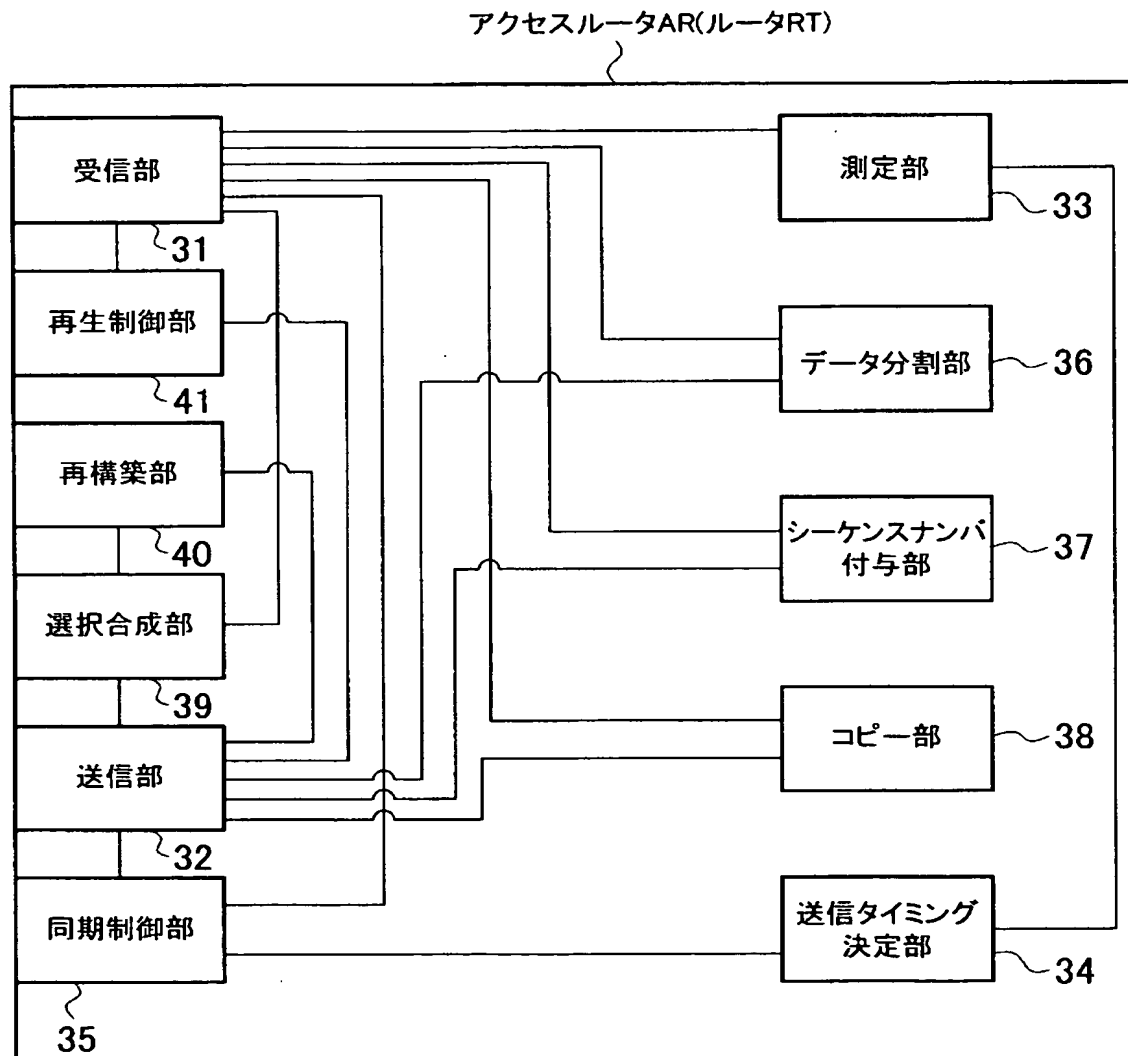 アクセスルータAR(ルータRT)
受信部
31
再生制御部
41
再構築部
40
選択合成部
39
送信部
32
同期制御部
35
測定部
33
データ分割部
36
シーケンスナンバ
付与部
37
コピー部
38
送信タイミング
決定部
34